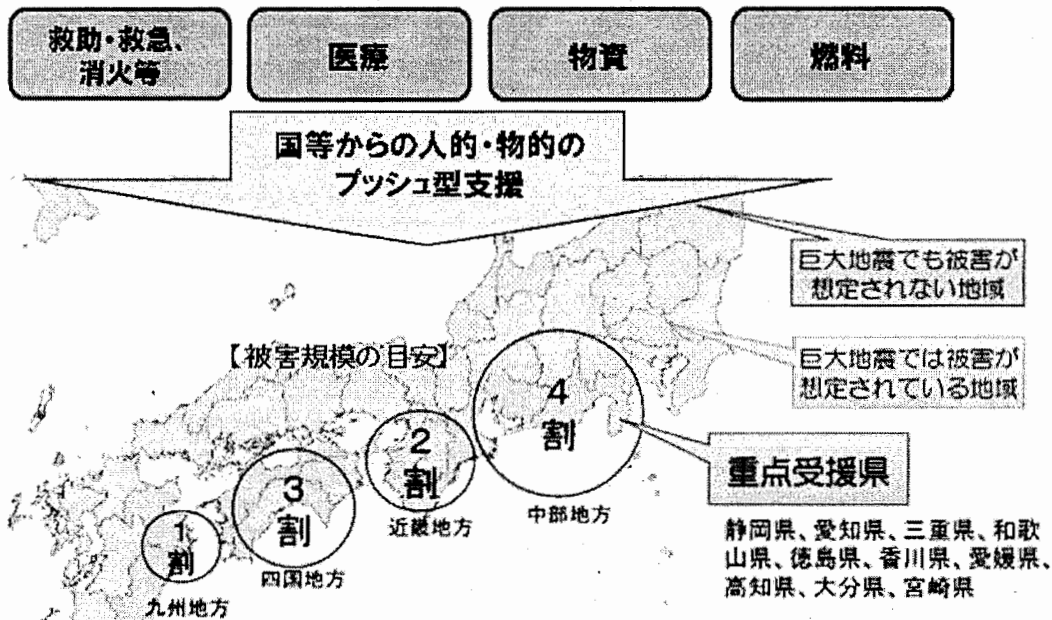 救助・救急、
消火等
医療
物資
燃料
国等からの人的・物的の
プッシュ型支援
巨大地震でも被害が
想定されない地域
【被害規模の目安】
巨大地震では被害が
想定されている地域
4
割
2
割
3
割
1
割
重点受援県
中部地方
近畿地方
四国地方
九州地方
静岡県、愛知県、三重県、和歌
山県、徳島県、香川県、愛媛県、
高知県、大分県、宮崎県